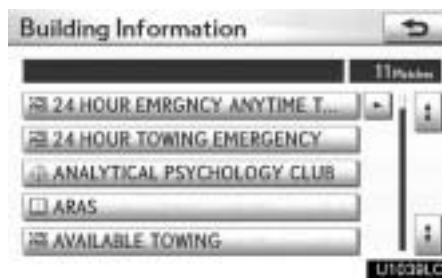 Building Information
11 Matches
24 HOUR EMRGNCY ANYTIME T...
24 HOUR TOWING EMERGENCY
ANALYTICAL PSYCHOLOGY CLUB
ARAS
AVAILABLE TOWING
U1039LC